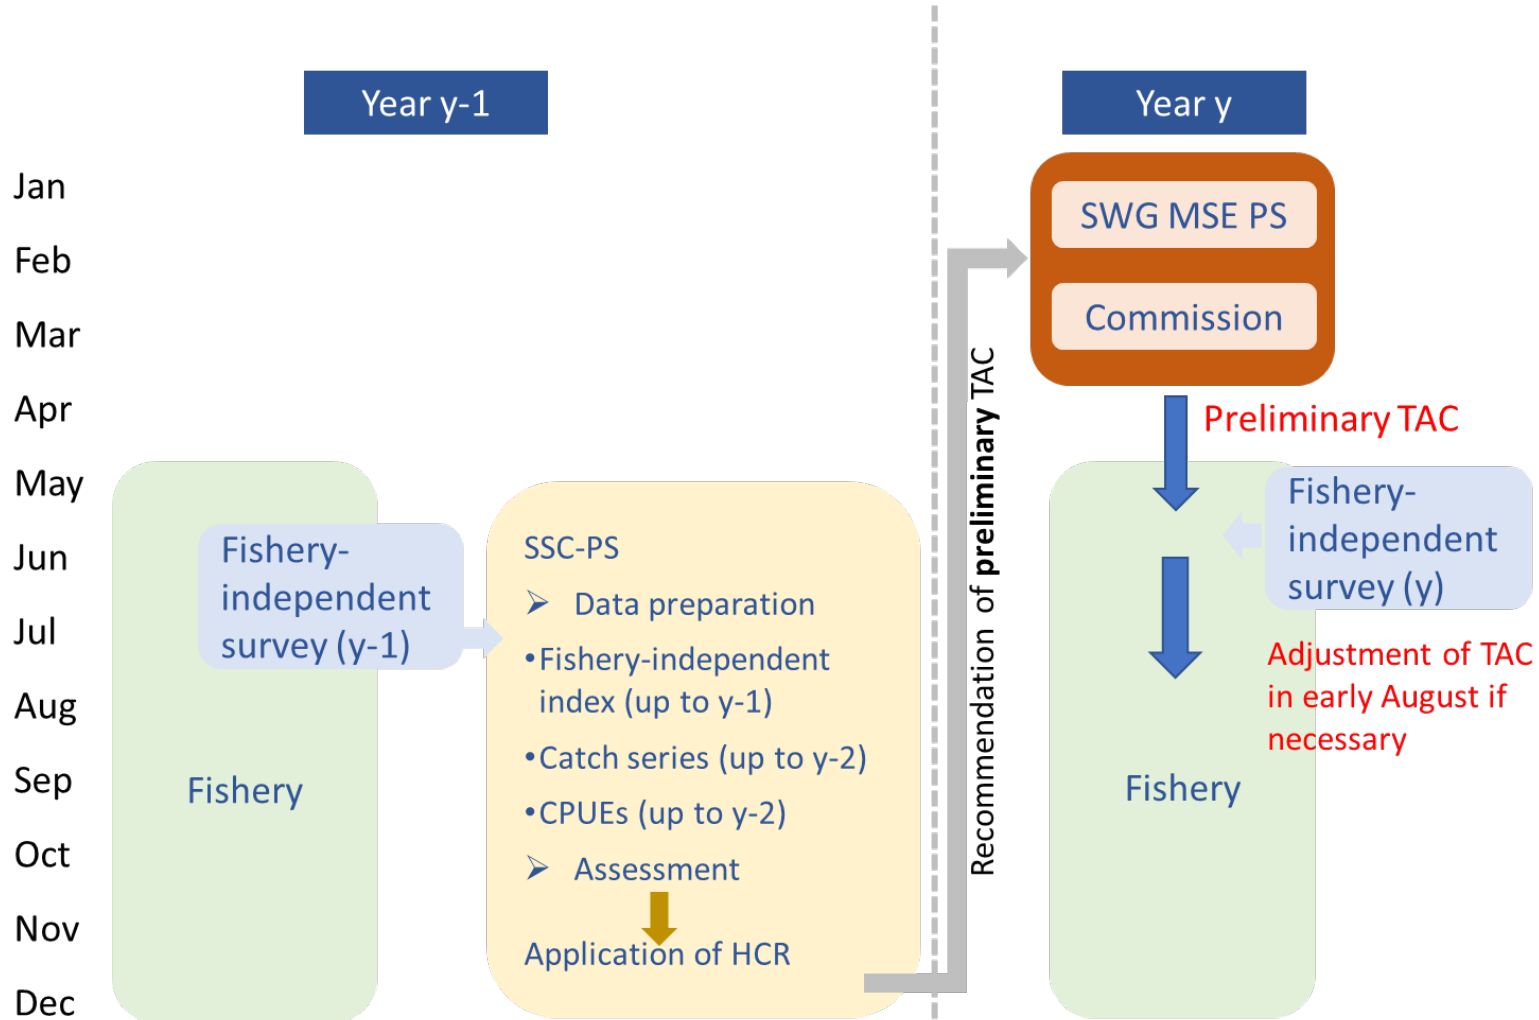 Year y-1
Year y
Jan
Feb
Mar
Apr
May
Jun
Jul
Aug
Sep
Oct
Nov
Dec
Fishery-
independent
survey (y-1)
Fishery
SSC-PS
➢ Data preparation
•Fishery-independent
index (up to y-1)
•Catch series (up to y-2)
•CPUEs (up to y-2)
➢ Assessment
Application of HCR
Recommendation of preliminary TAC
SWG MSE PS
Commission
Preliminary TAC
Fishery-
independent
survey (y)
Adjustment of TAC
in early August if
necessary
Fishery